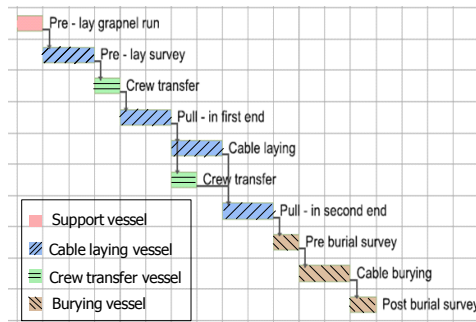 Pre - lay grapnel run
Pre - lay survey
Crew transfer
Pull - in first end
Cable laying
Crew transfer
Pull - in second end
Pre burial survey
Cable burying
Post burial survey
Support vessel
Cable laying vessel
Crew transfer vessel
Burying vessel